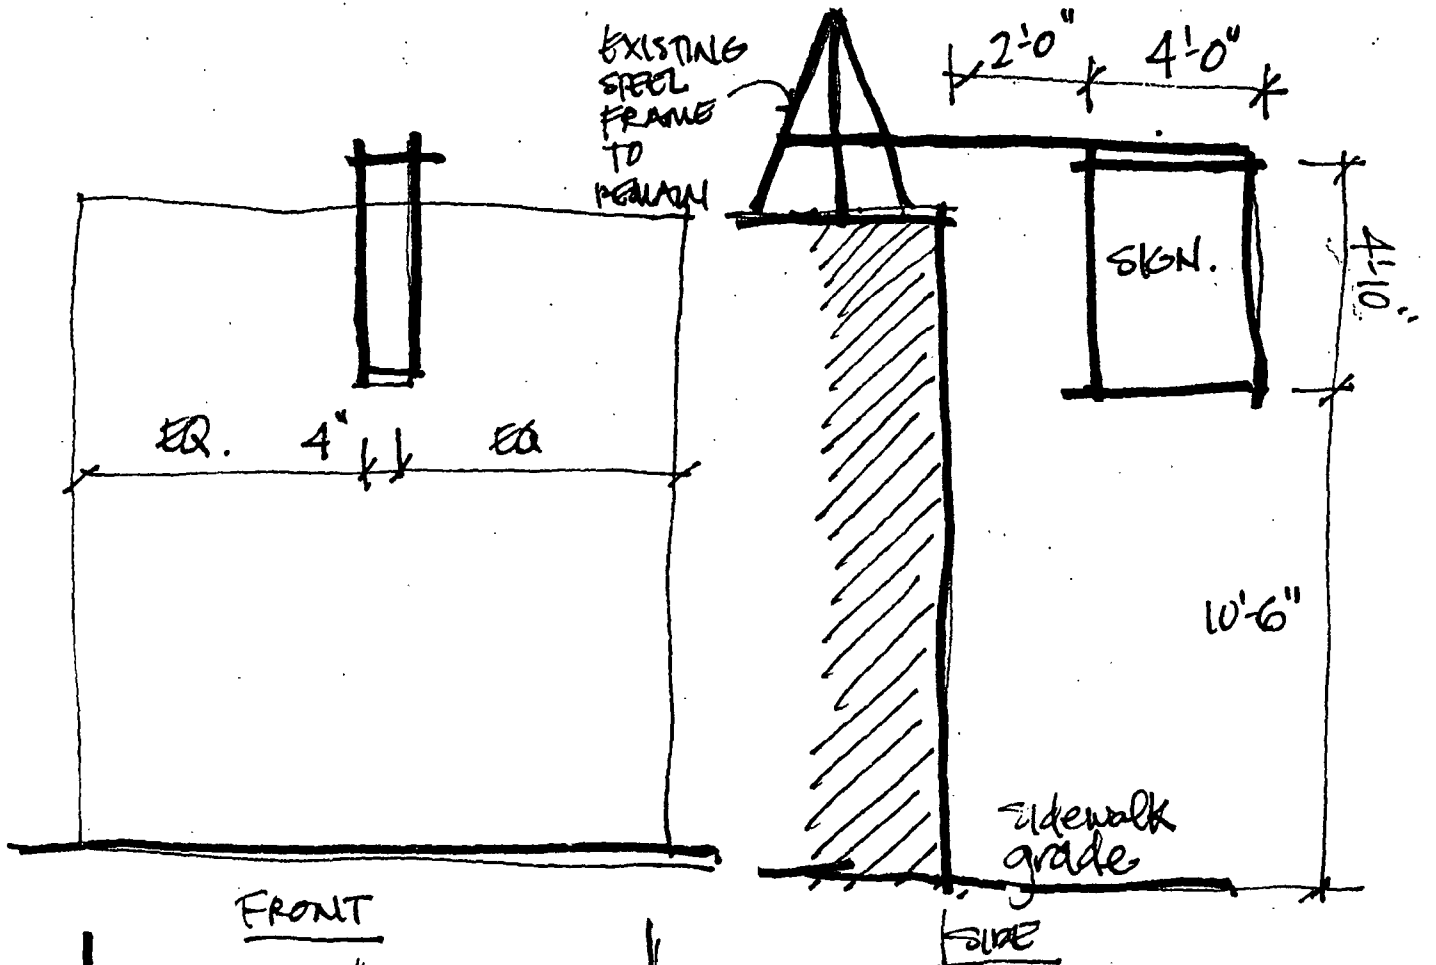 EXISTING
STEEL
FRAME
TO
REMAIN
2'-0"
4'-0"
SIGN.
4'-10"
EQ.
4"
EQ
10'-6"
sidewalk
grade
FRONT
SIDE